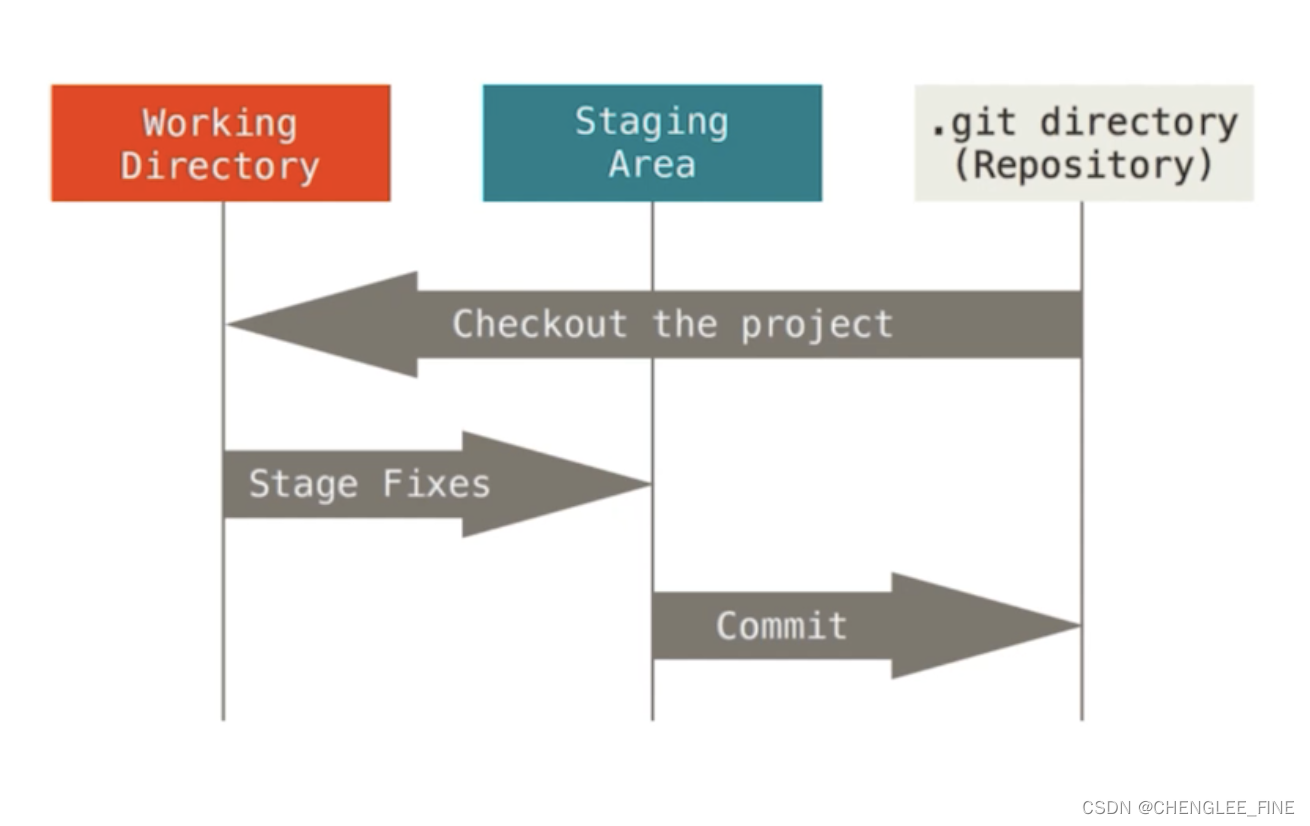 Working
Directory
Staging
Area
.git directory
(Repository)
Checkout the project
Stage Fixes
Commit
CSDN @CHENGLEE_FINE